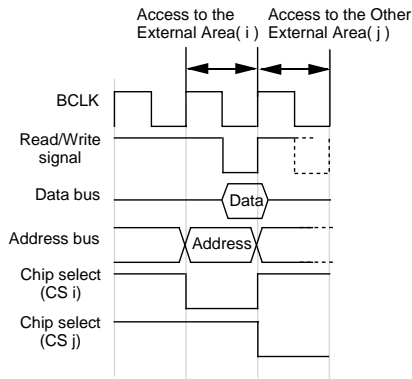 Access to the
External Area( i )
Access to the Other
External Area( j )
BCLK
Read/Write
signal
Data bus
Data
Address bus
Address
Chip select
(CS i)
Chip select
(CS j)